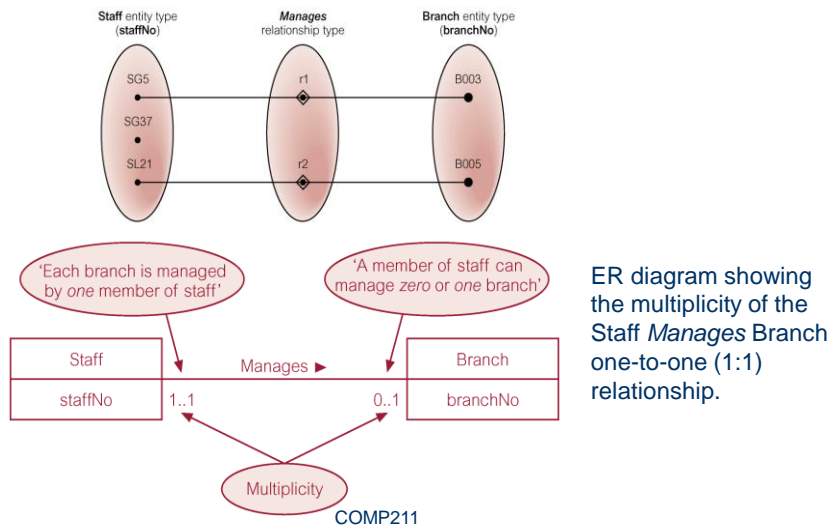 Staff entity type
(staffNo)
Manages
relationship type
Branch entity type
(branchNo)
SG5
r1
B003
SG37
SL21
r2
B005
‘Each branch is managed
by one member of staff’
‘A member of staff can
manage zero or one branch’
ER diagram showing
the multiplicity of the
Staff Manages Branch
one-to-one (1:1)
relationship.
Staff
Manages ►
Branch
staffNo
1..1
0..1
branchNo
Multiplicity
COMP211